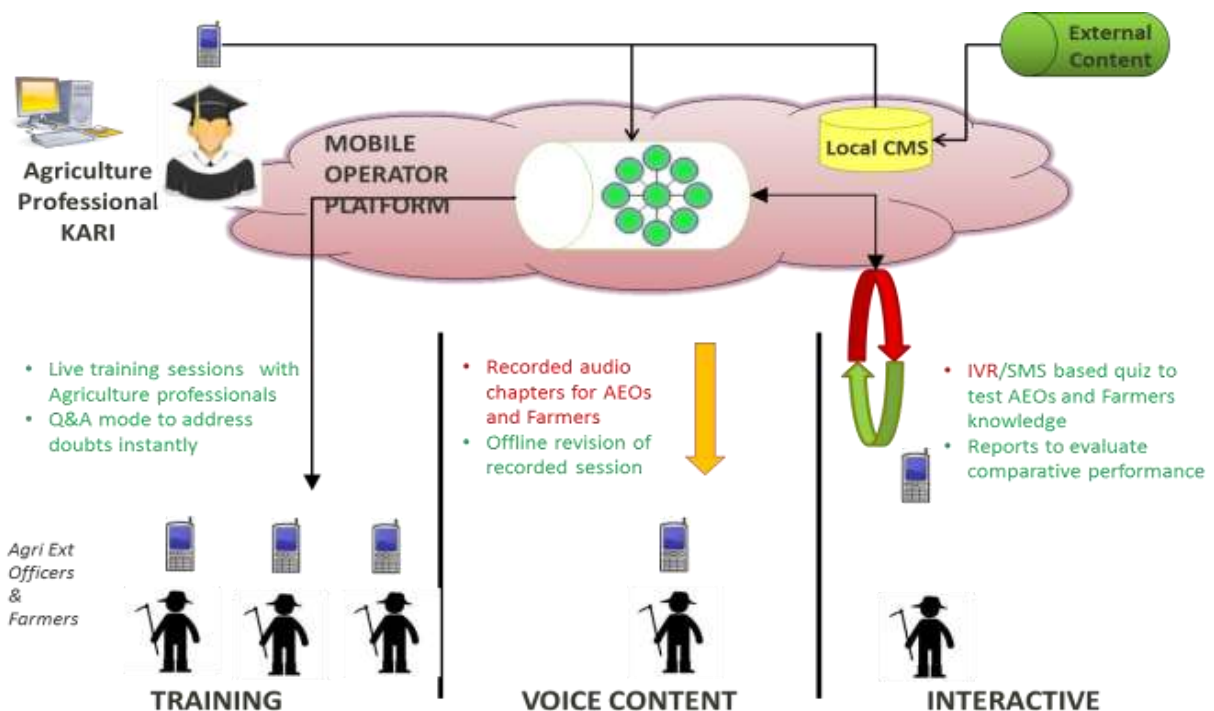 External
Content
MOBILE
OPERATOR
PLATFORM
Local CMS
Agriculture
Professional
KARI
• Live training sessions with
Agriculture professionals
• Q&A mode to address
doubts instantly
• Recorded audio
chapters for AEOs
and Farmers
• Offline revision of
recorded session
• IVR/SMS based quiz to
test AEOs and Farmers
knowledge
• Reports to evaluate
comparative performance
Agri Ext
Officers
&
Farmers
TRAINING
VOICE CONTENT
INTERACTIVE